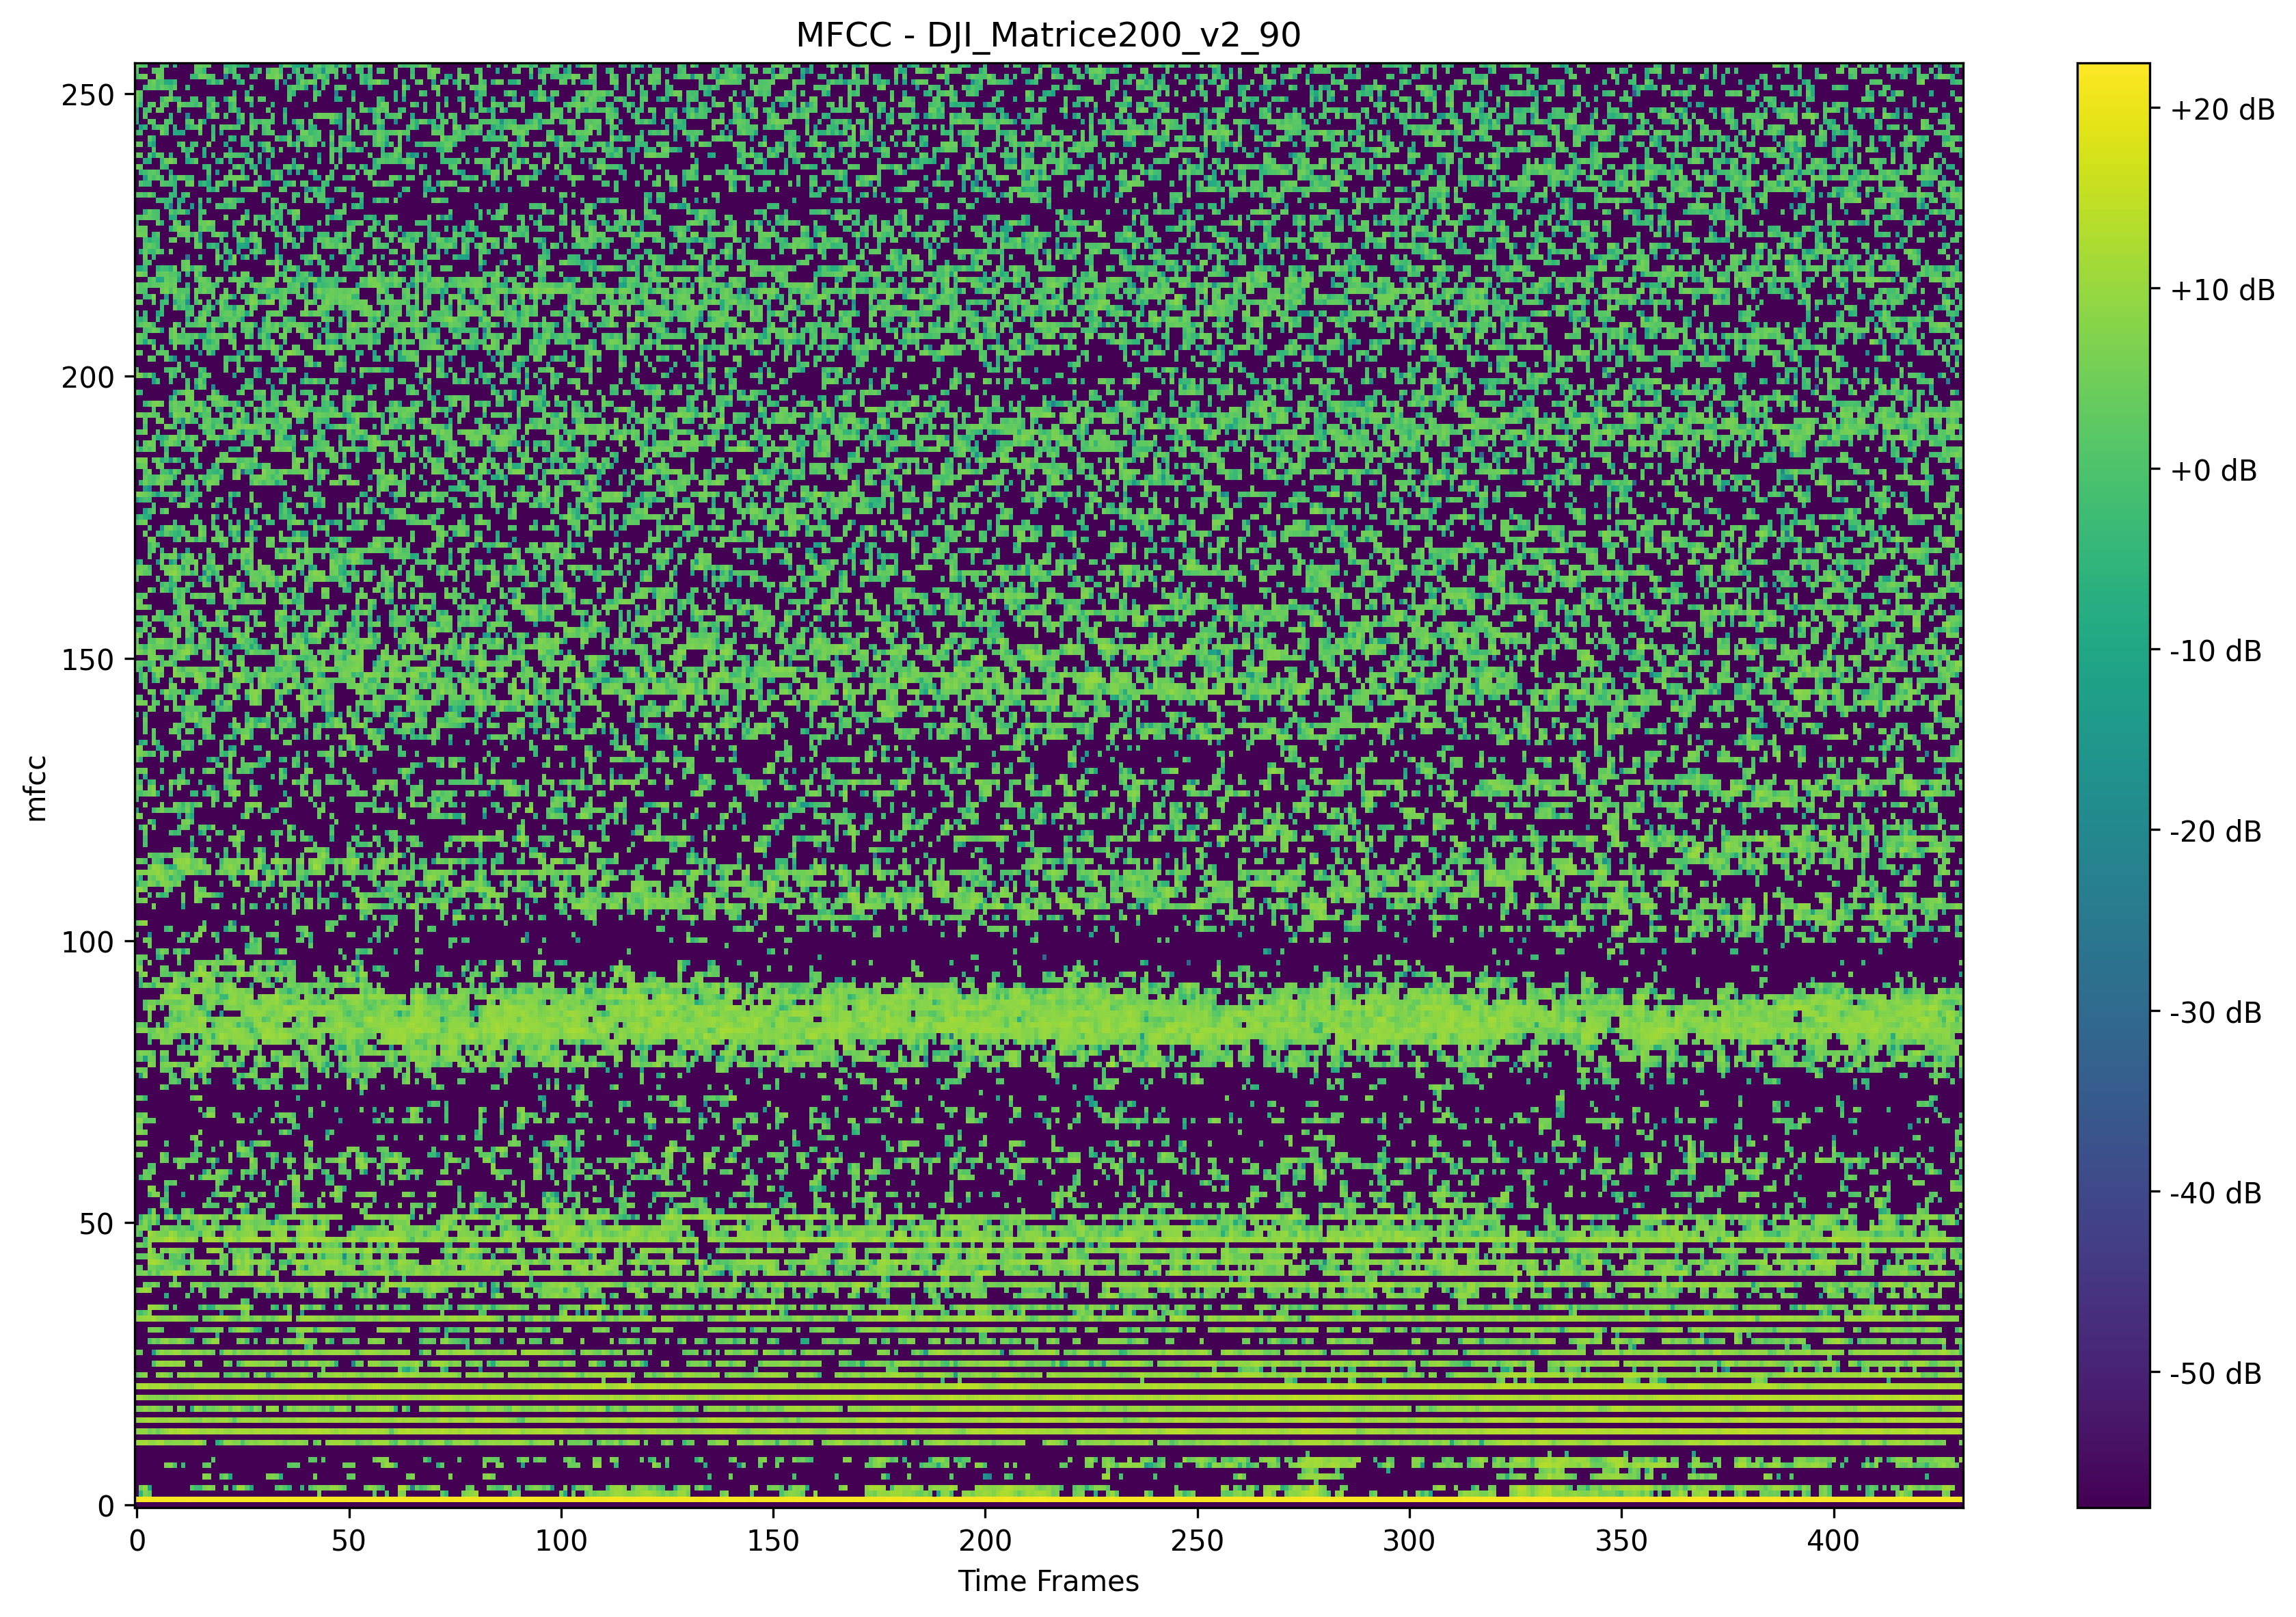 MFCC - DJI_Matrice200_v2_90
250
200
150
100
50
0
mfcc
0 50 100 150 200 250 300 350 400
Time Frames
+20 dB
+10 dB
+0 dB
-10 dB
-20 dB
-30 dB
-40 dB
-50 dB